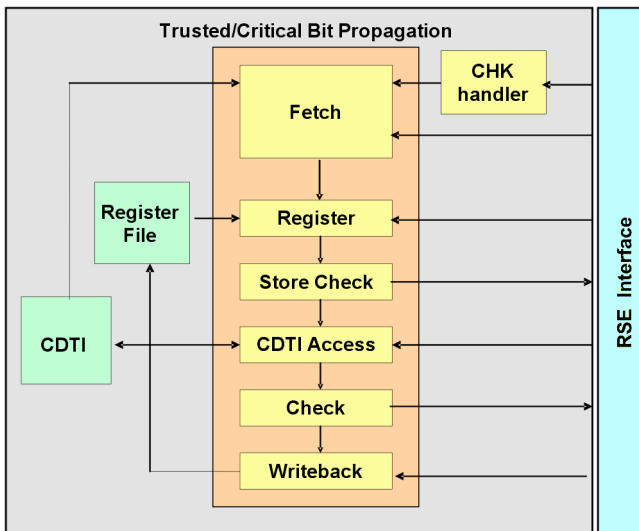 Trusted/Critical Bit Propagation
CHK
handler
Fetch
Register
File
Register
Store Check
CDTI
CDTI Access
Check
Writeback
RSE Interface